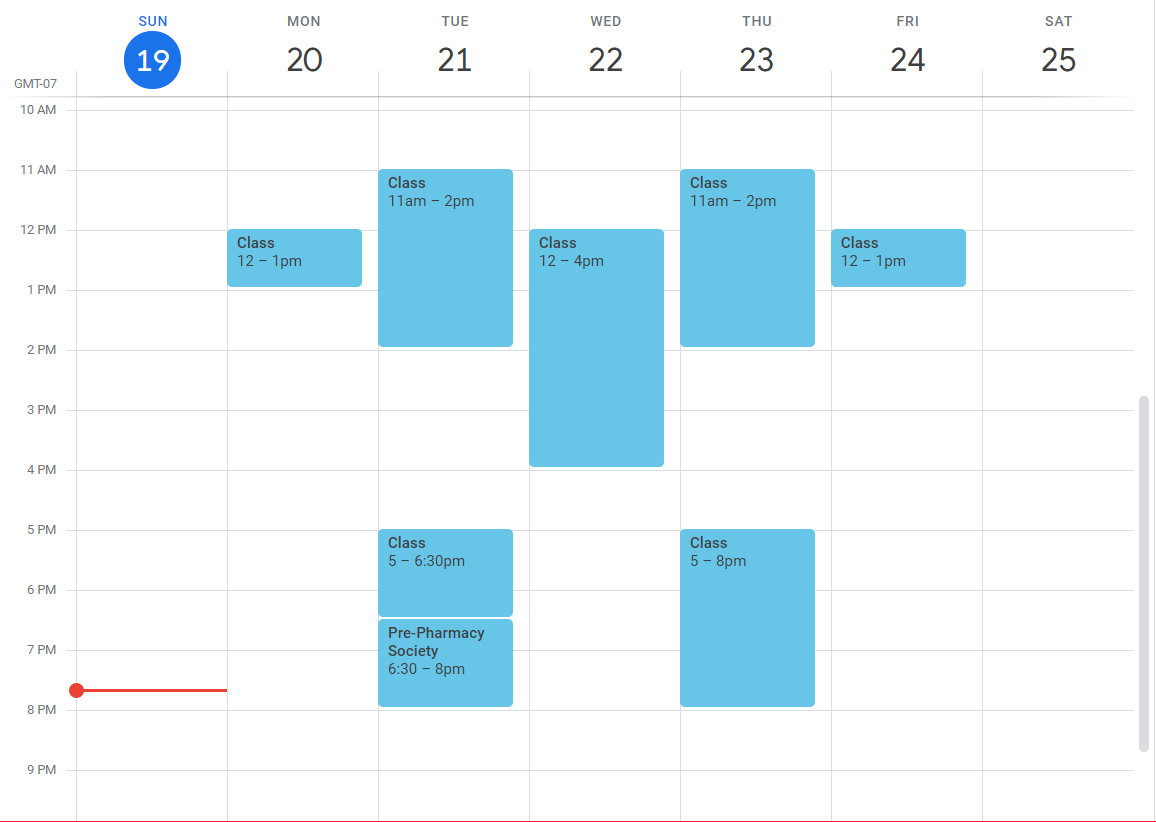 SUN MON TUE WED THU FRI SAT
19 20 21 22 23 24 25
GMT-07
10 AM
11 AM
Class
11am – 2pm
Class
11am – 2pm
12 PM
Class
12 – 1pm
Class
12 – 4pm
Class
12 – 1pm
1 PM
2 PM
3 PM
4 PM
5 PM
Class
5 – 6:30pm
Class
5 – 8pm
6 PM
Pre-Pharmacy
Society
6:30 – 8pm
7 PM
8 PM
9 PM